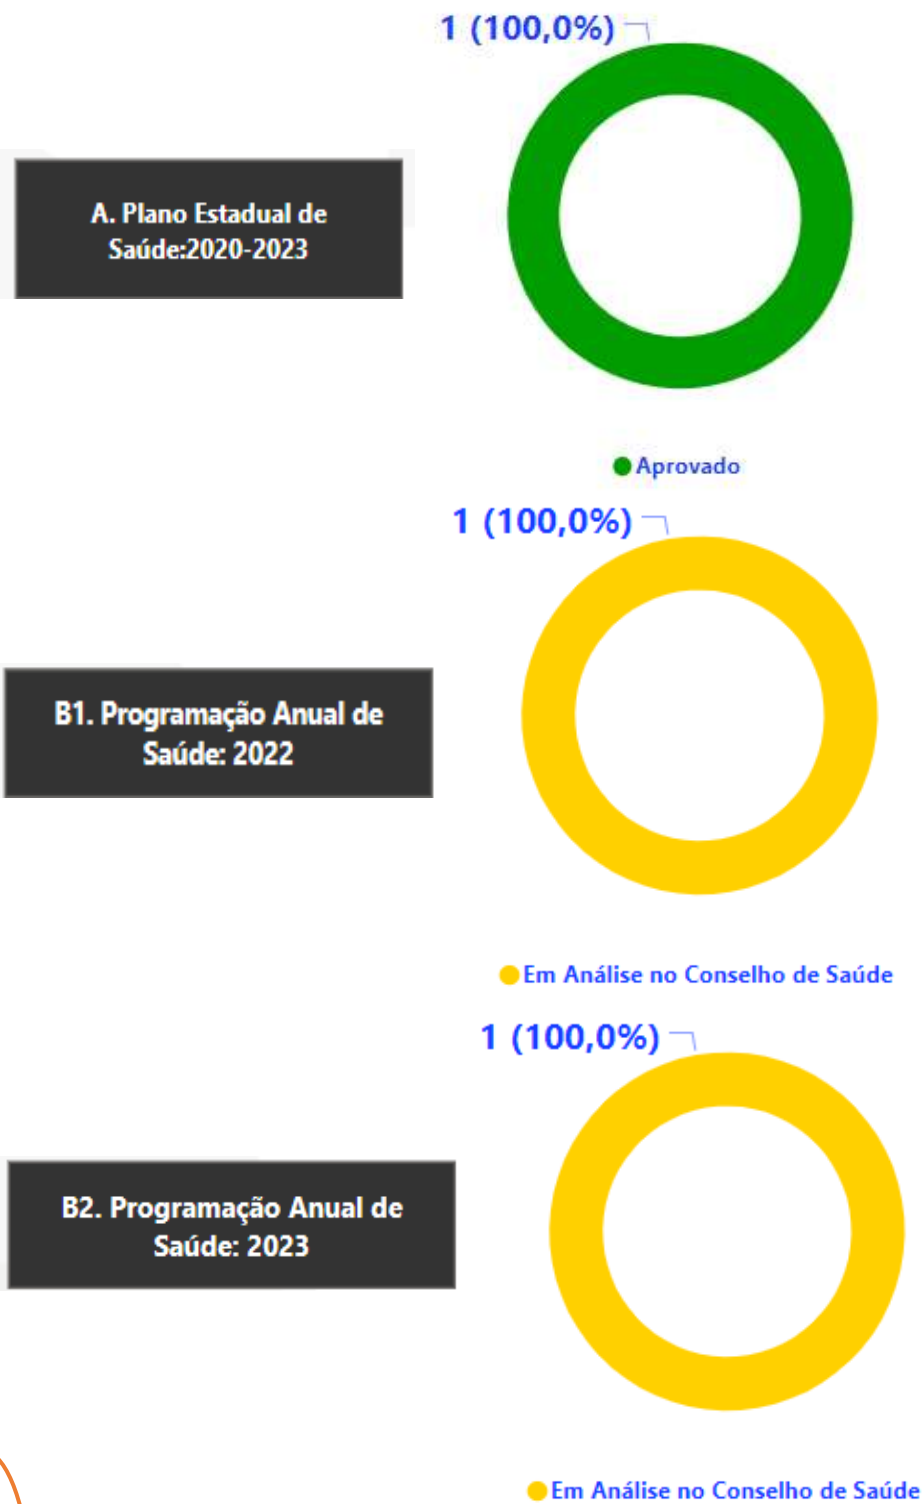 1 (100,0%)
A. Plano Estadual de
Saúde:2020-2023
Aprovado
1 (100,0%)
B1. Programação Anual de
Saúde: 2022
Em Análise no Conselho de Saúde
1 (100,0%)
B2. Programação Anual de
Saúde: 2023
Em Análise no Conselho de Saúde